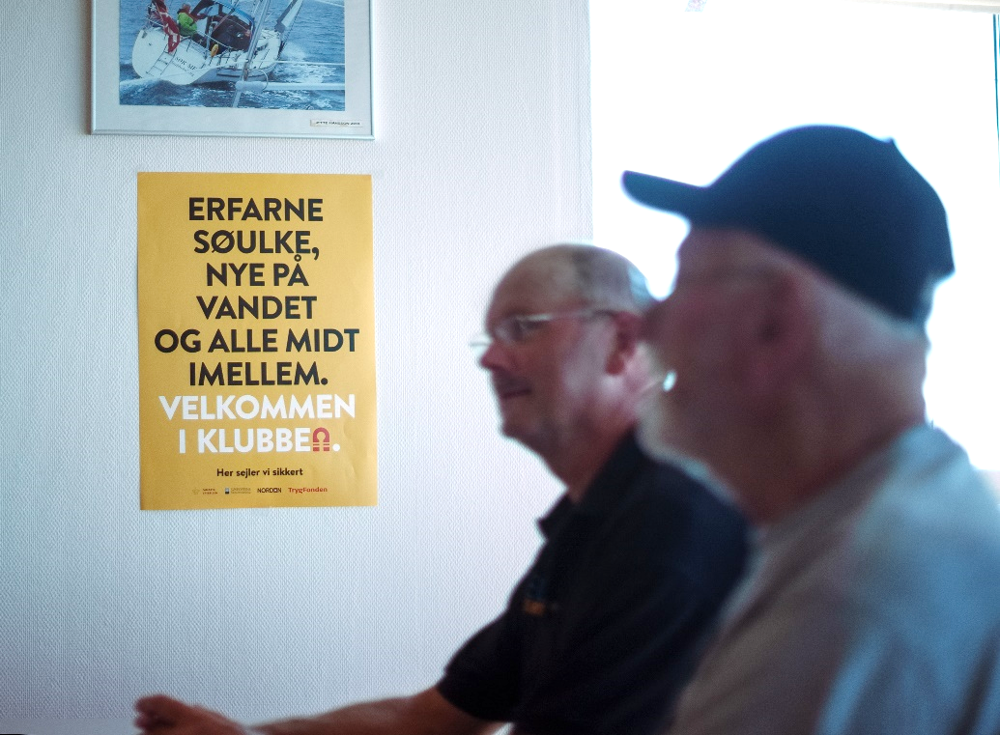 ERFARNE
SØULKE,
NYE PÅ
VANDET
OG ALLE MIDT
IMELLEM.
VELKOMMEN
I KLUBBEN.
Her sejler vi sikkert
NORDEN TrygFonden